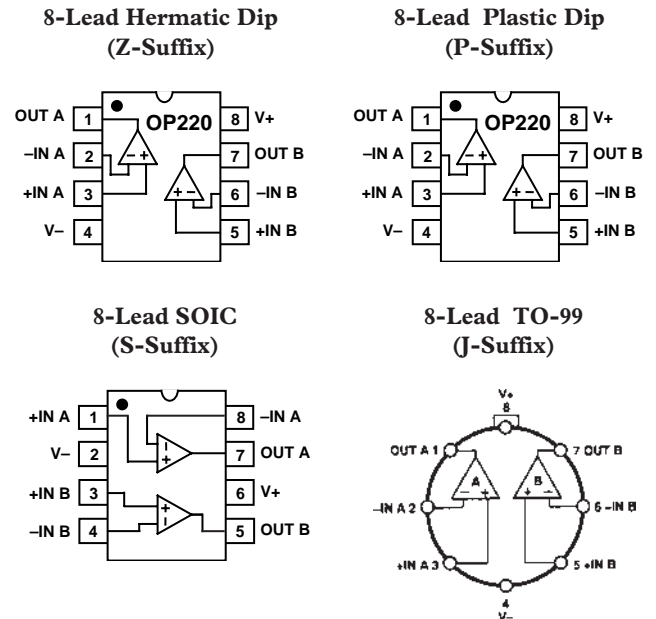 8-Lead Hermatic Dip
(Z-Suffix)
OUT A 1
–IN A 2
+IN A 3
V– 4
OP220
– +
+ –
8 V+
7 OUT B
6 –IN B
5 +IN B
8-Lead Plastic Dip
(P-Suffix)
OUT A 1
–IN A 2
+IN A 3
V– 4
OP220
– +
+ –
8 V+
7 OUT B
6 –IN B
5 +IN B
8-Lead SOIC
(S-Suffix)
+IN A 1
V– 2
+IN B 3
–IN B 4
–
+
+
–
8 –IN A
7 OUT A
6 V+
5 OUT B
8-Lead TO-99
(J-Suffix)
V+
8
OUT A 1
7 OUT B
A
B
– +
+ –
–IN A 2
6 –IN B
+IN A 3
5 +IN B
4
V–